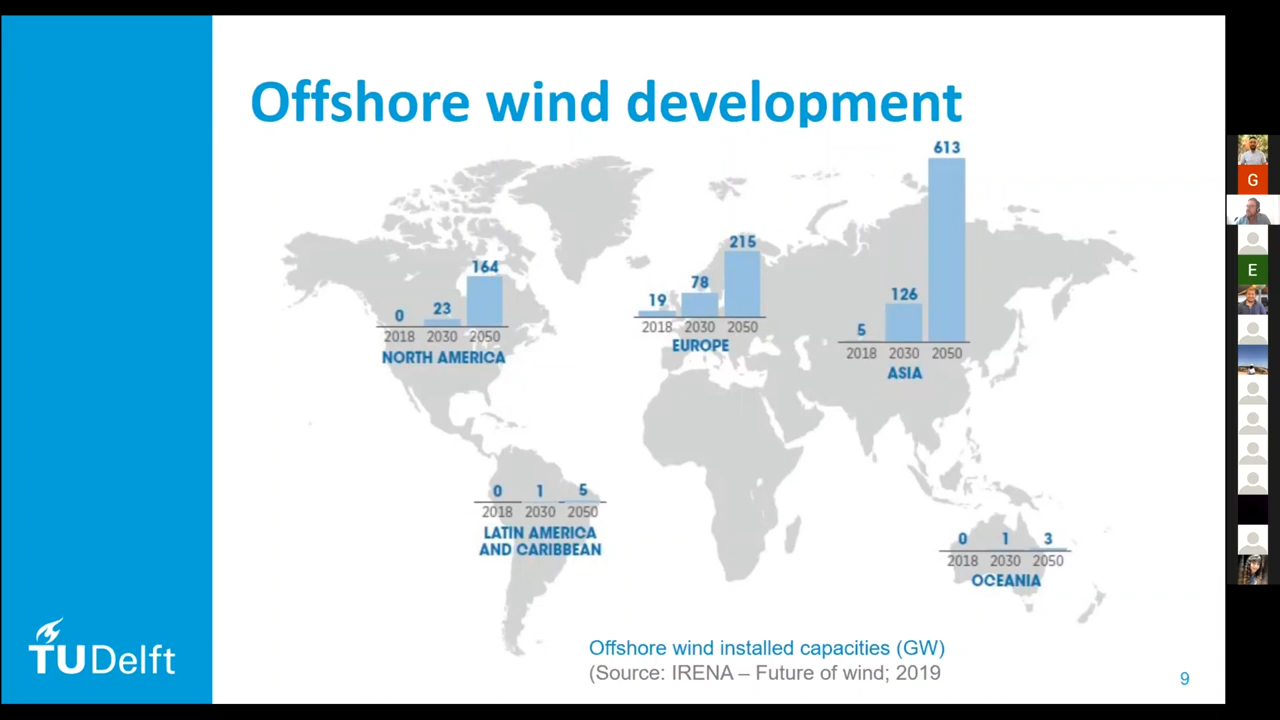 Offshore wind development
613
215
164
78
126
19
23
0
5
2018 2030 2050
NORTH AMERICA
2018 2030 2050
EUROPE
2018 2030 2050
ASIA
0 1 5
2018 2030 2050
LATIN AMERICA
AND CARIBBEAN
0 1 3
2018 2030 2050
OCEANIA
Offshore wind installed capacities (GW)
(Source: IRENA – Future of wind; 2019
TUDelft
9
G
E